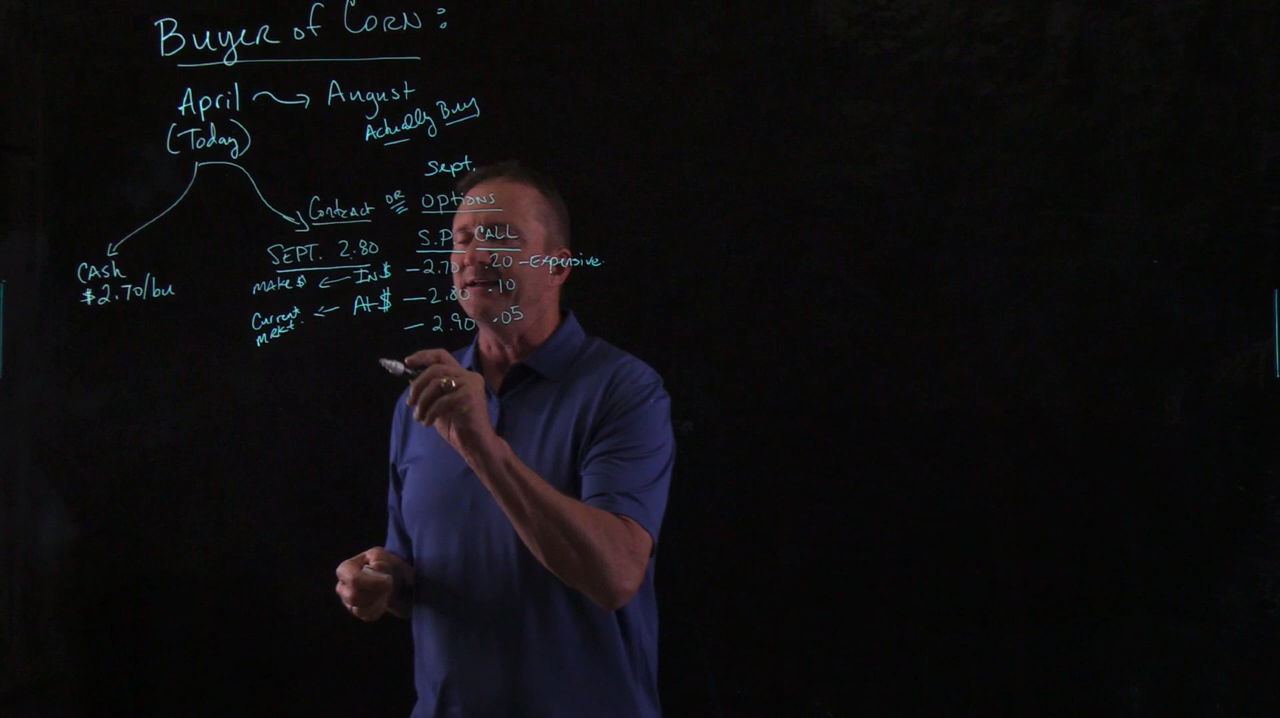 Buyer of Corn:
April → August
(Today)
Actually Buy
Sept.
Contract OR Options
SEPT. 2.80
S.P. CALL
Cash
$2.70/bu
Make $ ← In $ - 2.70 .20 - Expensive
Current Mrkt. ← At $ - 2.80 .10
- 2.90 .05